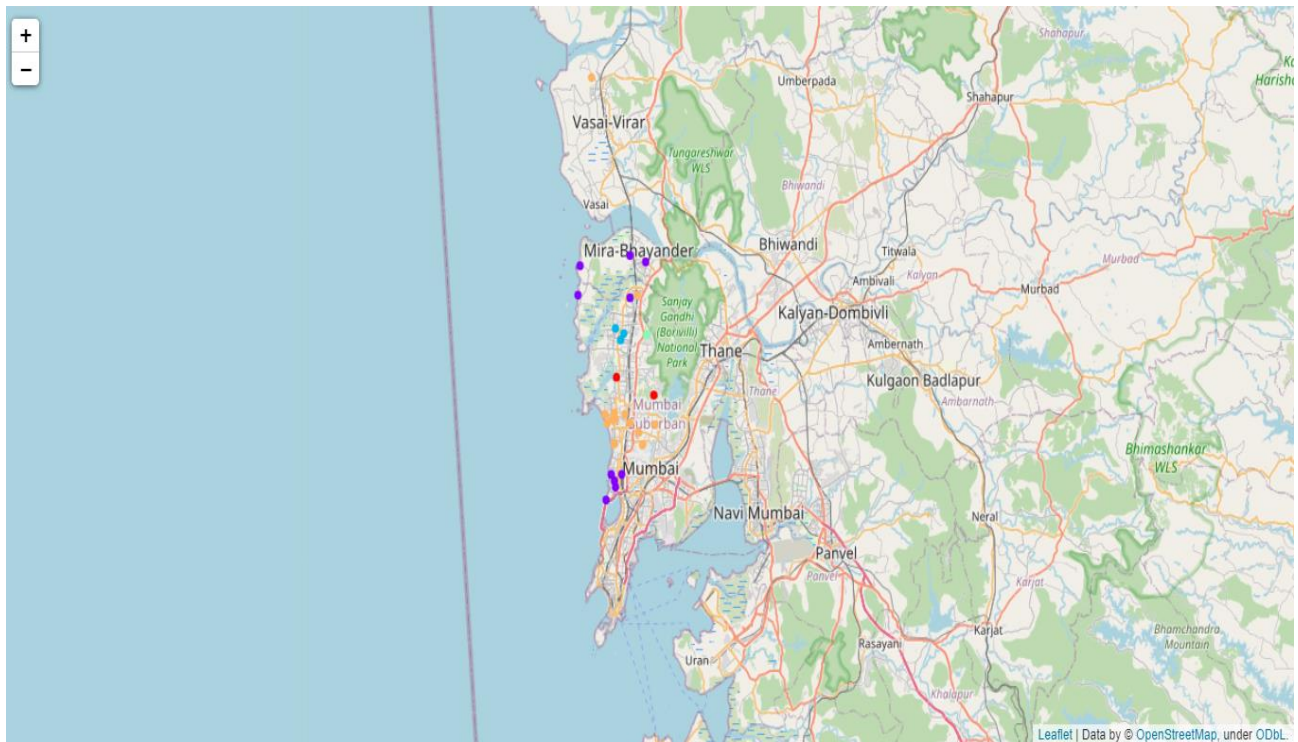 +
−
Shahapur
Harish
Umberpada
Shahapur
Vasai-Virar
Tungareshwar
WLS
Bhiwandi
Vasai
Mira-Bhayander
Bhiwandi
Titwala
Murbad
Kalyan
Ambivali
Murbad
Sanjay
Gandhi
(Borivili)
National
Park
Kalyan-Dombivli
Thane
Ambernath
Kulgaon Badlapur
Thane
Ambarnath
Mumbai
Suburban
Bhimashankar
WLS
Mumbai
Navi Mumbai
Neral
Panvel
Panvel
Karjat
Karjat
Bhamchandra
Mountain
Rasayani
Uran
Khalapur
Leaflet | Data by © OpenStreetMap, under ODbL.